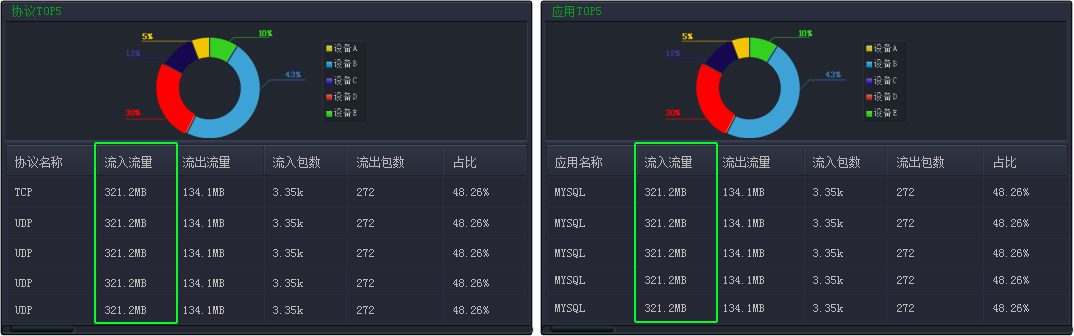 协议TOP5
5%
10%
12%
43%
30%
设备A
设备B
设备C
设备D
设备E
协议名称 流入流量 流出流量 流入包数 流出包数 占比
TCP 321.2MB 134.1MB 3.35k 272 48.26%
UDP 321.2MB 134.1MB 3.35k 272 48.26%
UDP 321.2MB 134.1MB 3.35k 272 48.26%
UDP 321.2MB 134.1MB 3.35k 272 48.26%
UDP 321.2MB 134.1MB 3.35k 272 48.26%
应用TOP5
5%
10%
12%
43%
30%
设备A
设备B
设备C
设备D
设备E
应用名称 流入流量 流出流量 流入包数 流出包数 占比
MYSQL 321.2MB 134.1MB 3.35k 272 48.26%
MYSQL 321.2MB 134.1MB 3.35k 272 48.26%
MYSQL 321.2MB 134.1MB 3.35k 272 48.26%
MYSQL 321.2MB 134.1MB 3.35k 272 48.26%
MYSQL 321.2MB 134.1MB 3.35k 272 48.26%